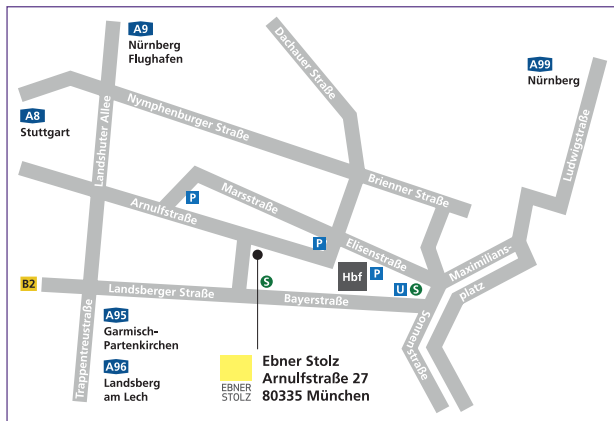 A9
Nürnberg
Flughafen
A99
Nürnberg
A8
Stuttgart
Dachauer Straße
Nymphenburger Straße
Landshuter Allee
Ludwigstraße
Brienner Straße
Marsstraße
P
Arnulfstraße
P
Elisenstraße
Maximilians-
platz
Hbf
P
B2
Landsberger Straße
S
Bayerstraße
U
S
Sonnenstraße
Trappentreustraße
A95
Garmisch-
Partenkirchen
A96
Landsberg
am Lech
EBNER
STOLZ
Ebner Stolz
Arnulfstraße 27
80335 München